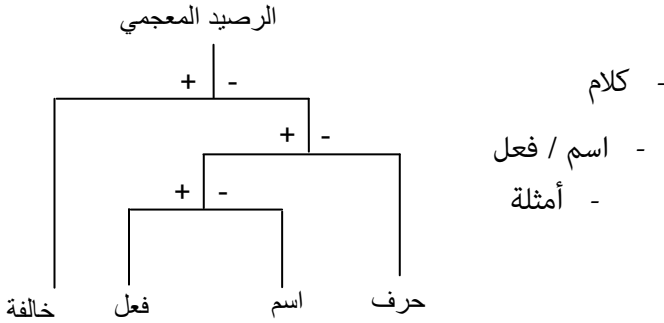 الرصيد المعجمي
+ -
- كلام
+ -
- اسم / فعل
+ -
- أمثلة
حرف
اسم
فعل
خالفة